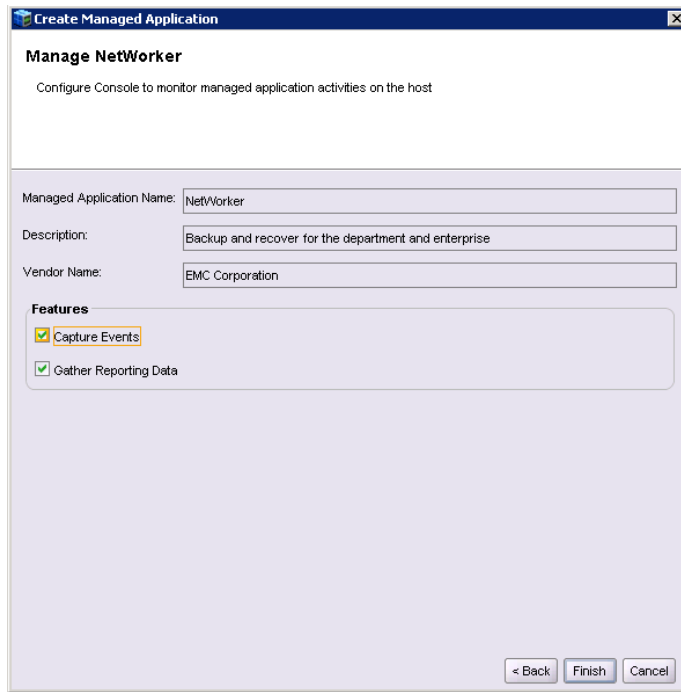 Create Managed Application
Manage NetWorker
Configure Console to monitor managed application activities on the host
Managed Application Name: NetWorker
Description: Backup and recover for the department and enterprise
Vendor Name: EMC Corporation
Features
Capture Events
Gather Reporting Data
< Back Finish Cancel